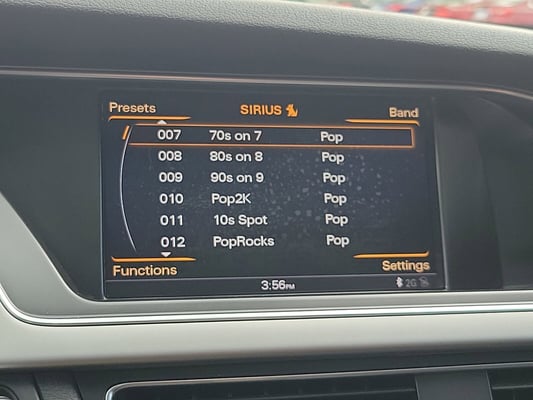 Presets SIRIUS Band
007 70s on 7 Pop
008 80s on 8 Pop
009 90s on 9 Pop
010 Pop2K Pop
011 10s Spot Pop
012 PopRocks Pop
Functions Settings
3:56PM 2G